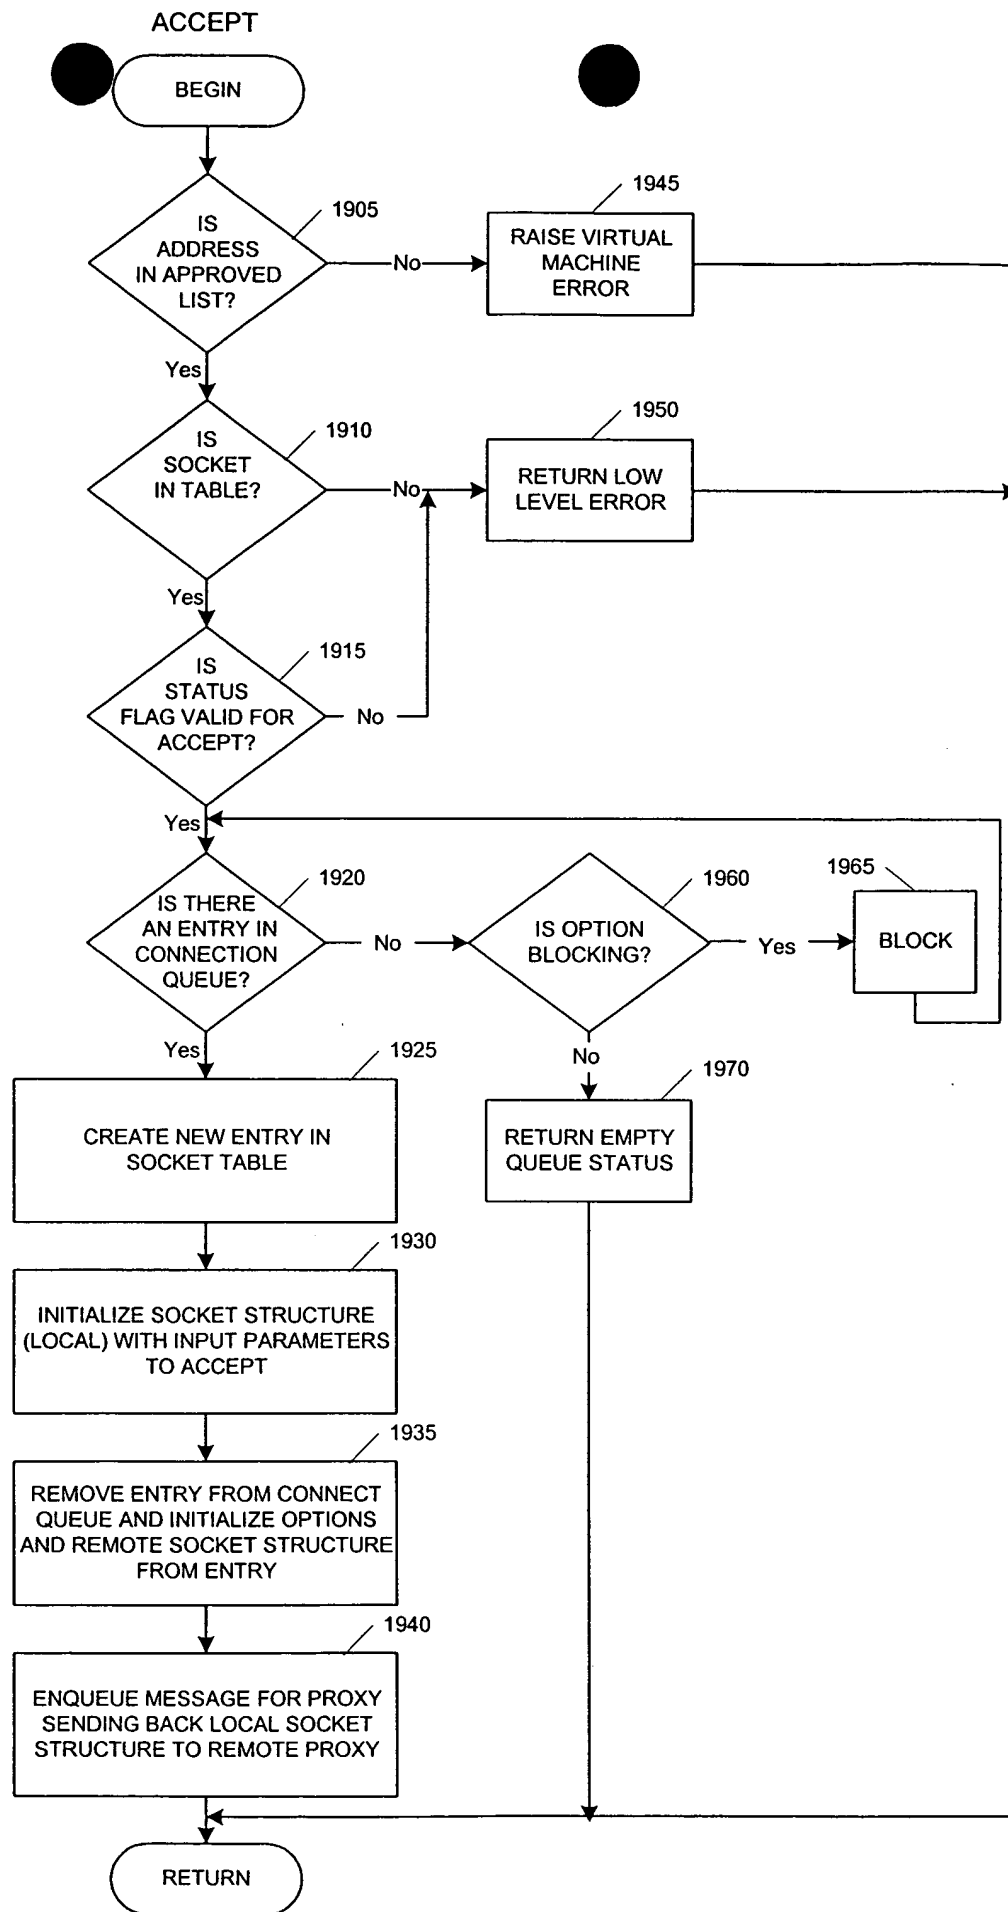 ACCEPT
BEGIN
1905
IS
ADDRESS
IN APPROVED
LIST?
No
1945
RAISE VIRTUAL
MACHINE
ERROR
Yes
1910
IS
SOCKET
IN TABLE?
No
1950
RETURN LOW
LEVEL ERROR
Yes
1915
IS
STATUS
FLAG VALID FOR
ACCEPT?
No
Yes
1920
IS THERE
AN ENTRY IN
CONNECTION
QUEUE?
No
1960
IS OPTION
BLOCKING?
Yes
1965
BLOCK
Yes
No
1925
CREATE NEW ENTRY IN
SOCKET TABLE
1970
RETURN EMPTY
QUEUE STATUS
1930
INITIALIZE SOCKET STRUCTURE
(LOCAL) WITH INPUT PARAMETERS
TO ACCEPT
1935
REMOVE ENTRY FROM CONNECT
QUEUE AND INITIALIZE OPTIONS
AND REMOTE SOCKET STRUCTURE
FROM ENTRY
1940
ENQUEUE MESSAGE FOR PROXY
SENDING BACK LOCAL SOCKET
STRUCTURE TO REMOTE PROXY
RETURN